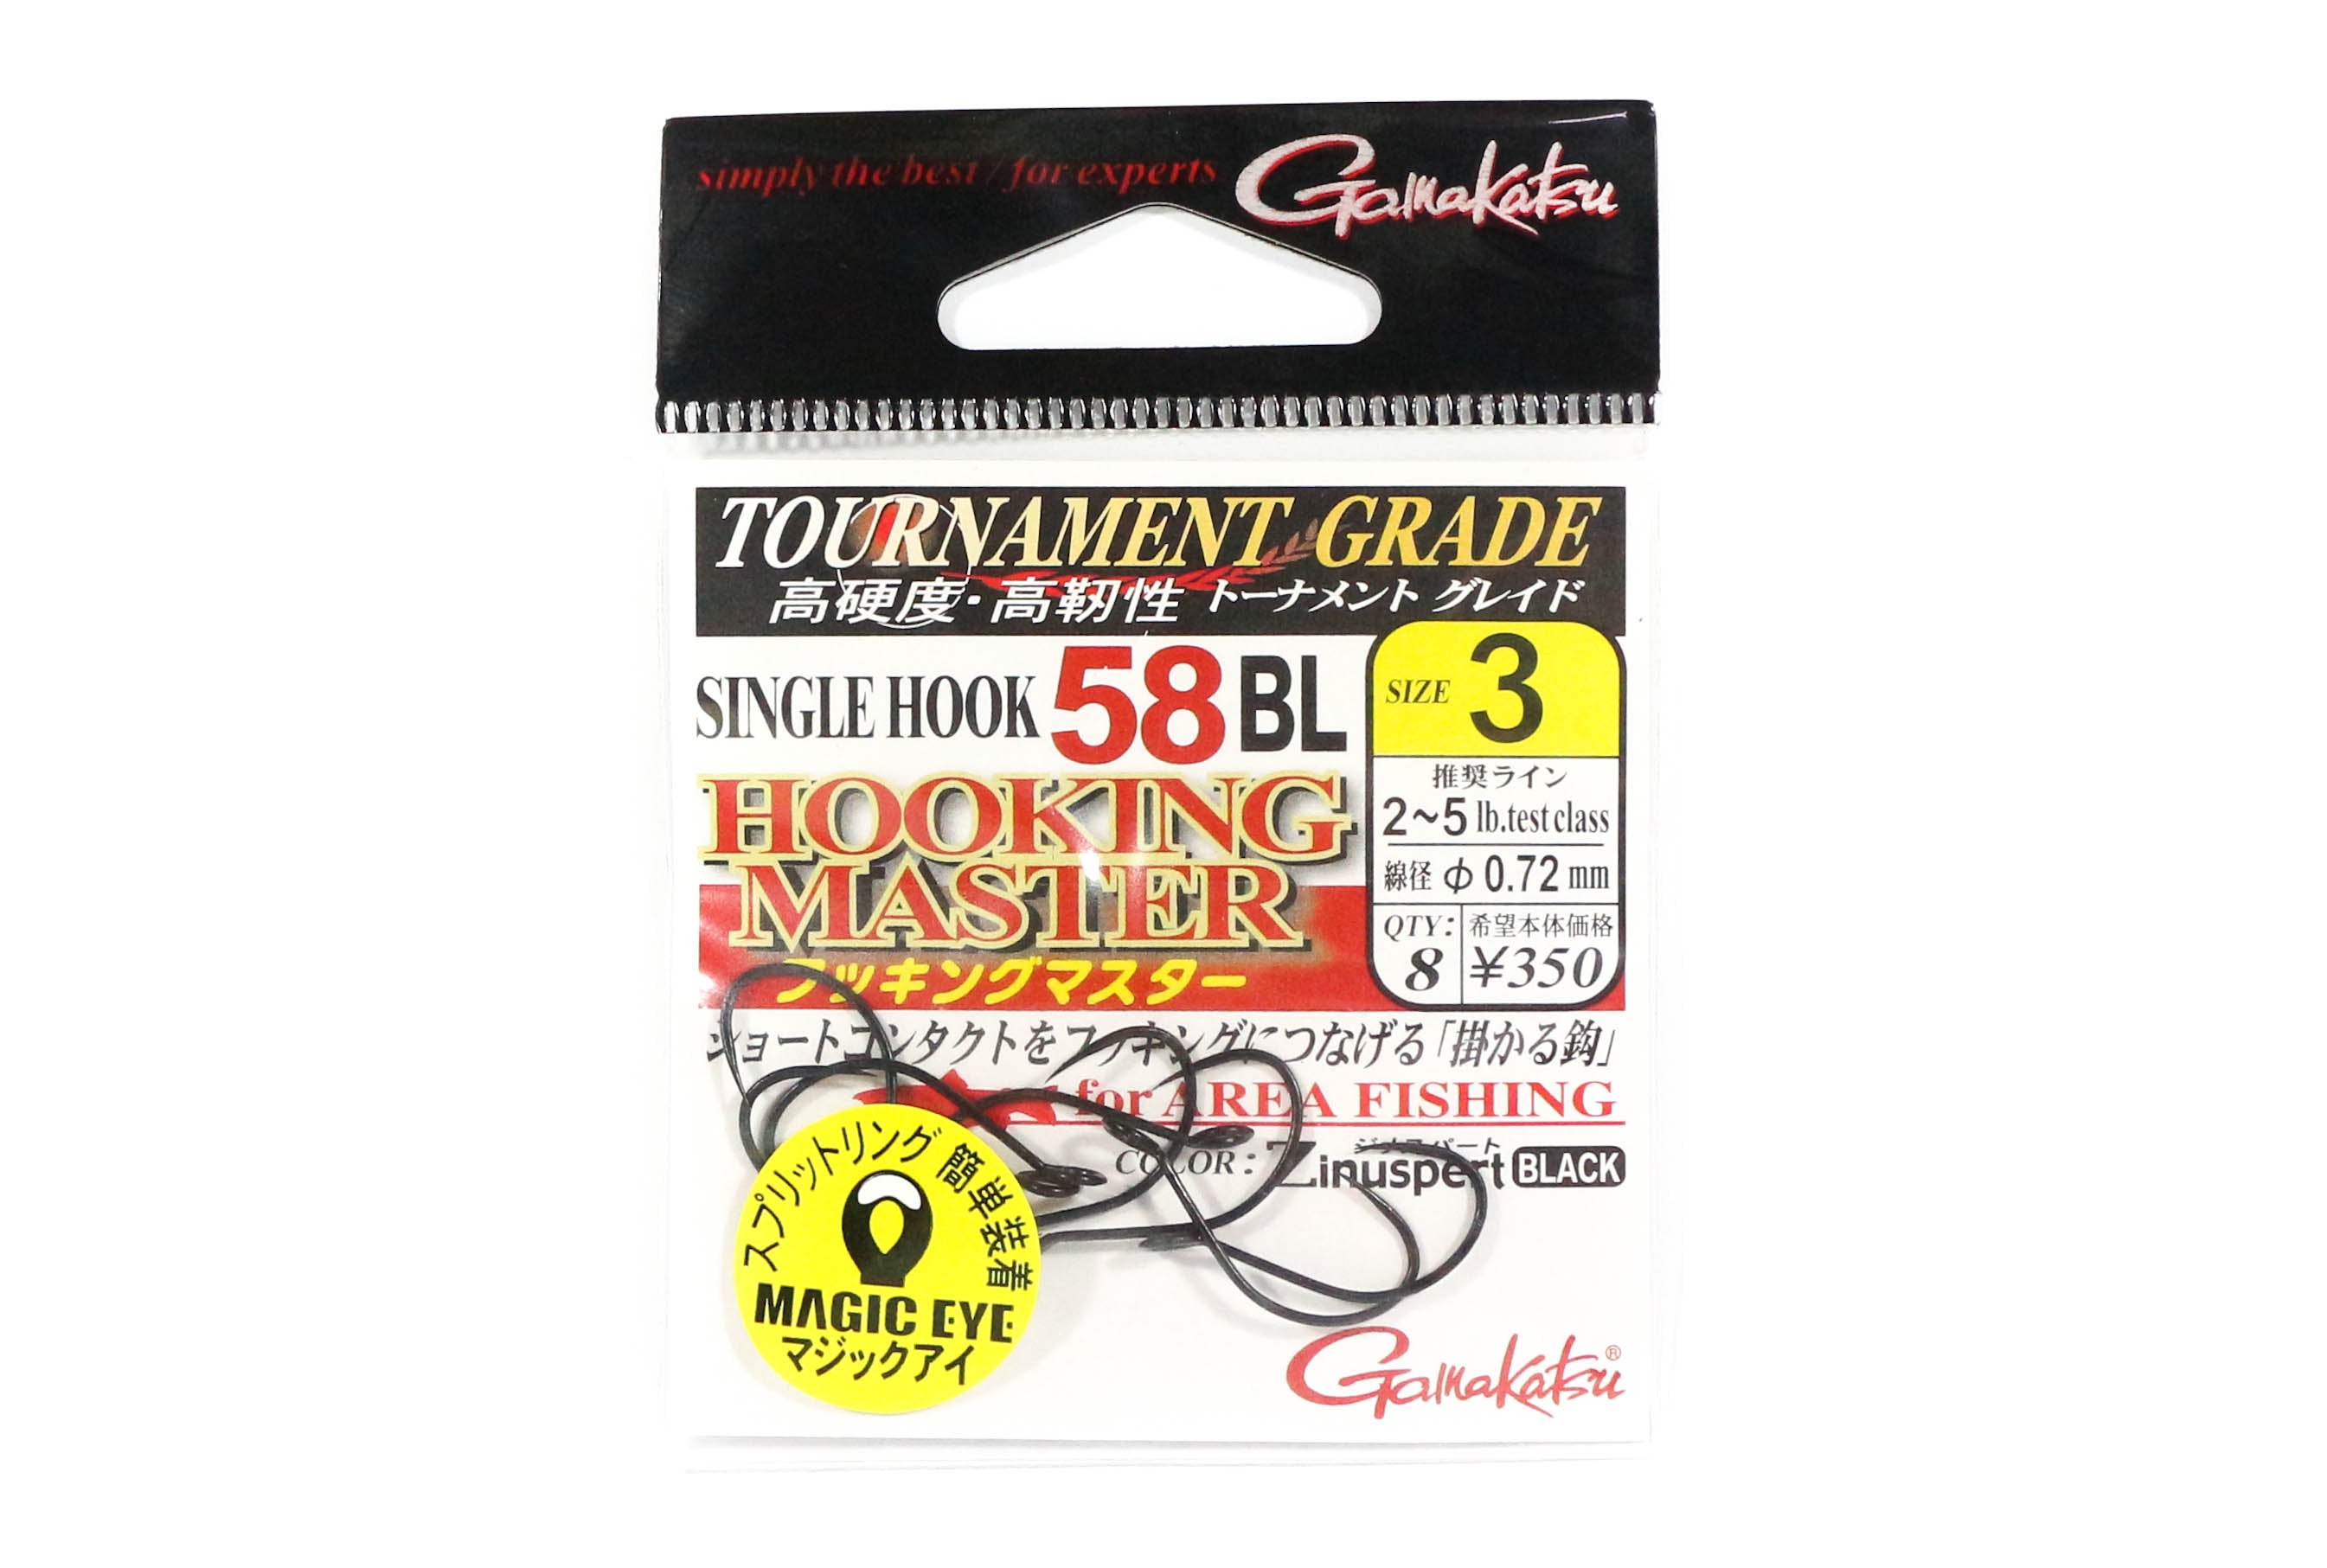 simply the best / for experts
Gamakatsu
TOURNAMENT GRADE
高硬度・高靭性 トーナメント グレイド
SINGLE HOOK 58 BL
SIZE 3
推奨ライン
2~5 lb.test class
線径 φ 0.72 mm
QTY: 8
希望本体価格
¥350
HOOKING
MASTER
フッキングマスター
ショートコンタクトをフッキングにつなげる「掛かる鈎」
for AREA FISHING
COLOR: ジナスパート
Zinuspert BLACK
スプリットリング 簡単装着
MAGIC EYE
マジックアイ
Gamakatsu®